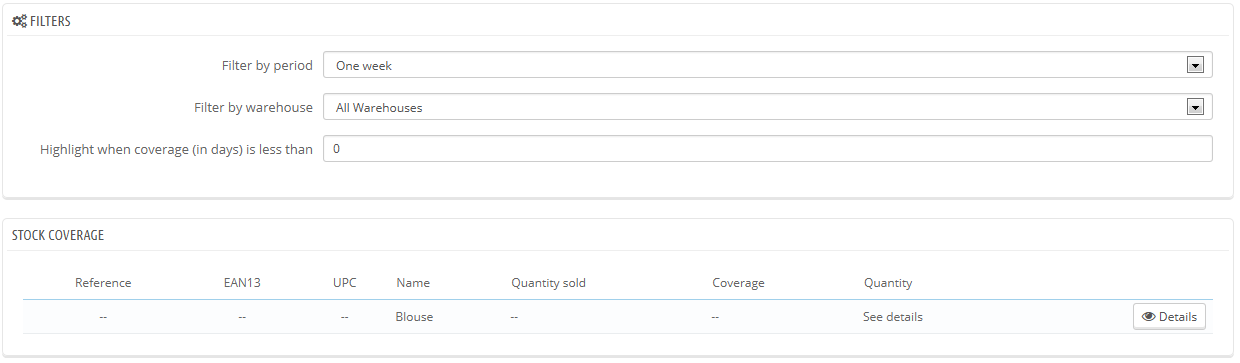 FILTERS
Filter by period One week
Filter by warehouse All Warehouses
Highlight when coverage (in days) is less than 0
STOCK COVERAGE
Reference EAN13 UPC Name Quantity sold Coverage Quantity
-- -- -- Blouse -- -- See details Details